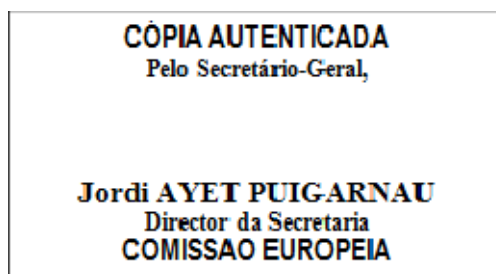 CÓPIA AUTENTICADA
Pelo Secretário-Geral,
Jordi AYET PUIGARNAU
Director da Secretaria
COMISSAO EUROPEIA